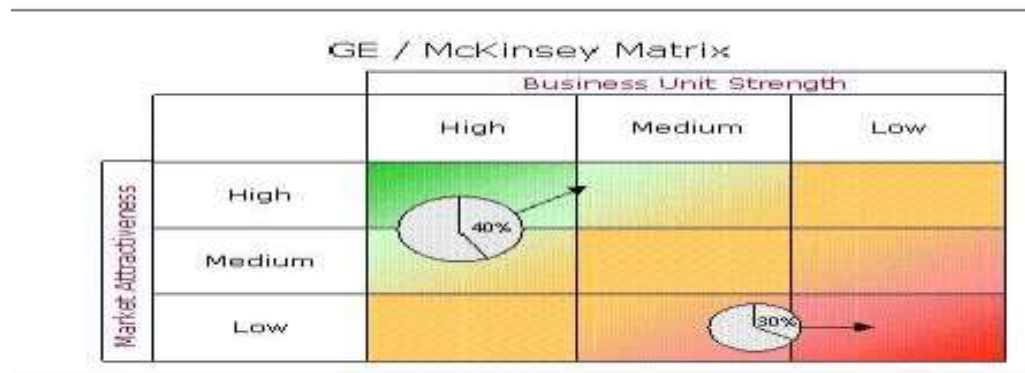 GE / McKinsey Matrix
Business Unit Strength
High Medium Low
Market Attractiveness
High
40%
Medium
Low
30%